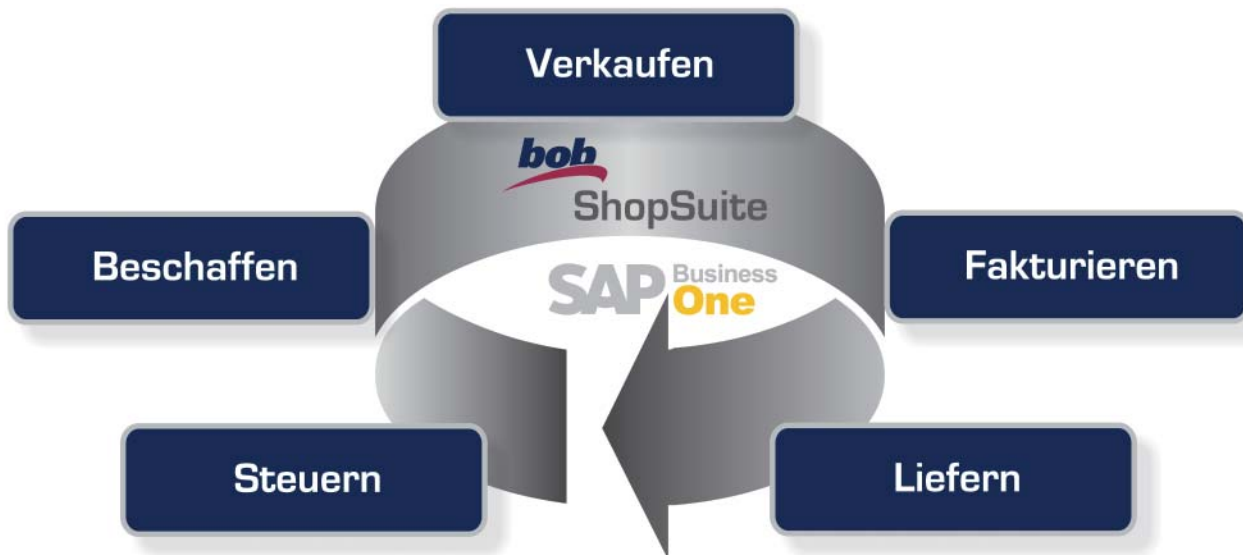 Verkaufen
bob
ShopSuite
Beschaffen
Fakturieren
SAP Business
One
Steuern
Liefern